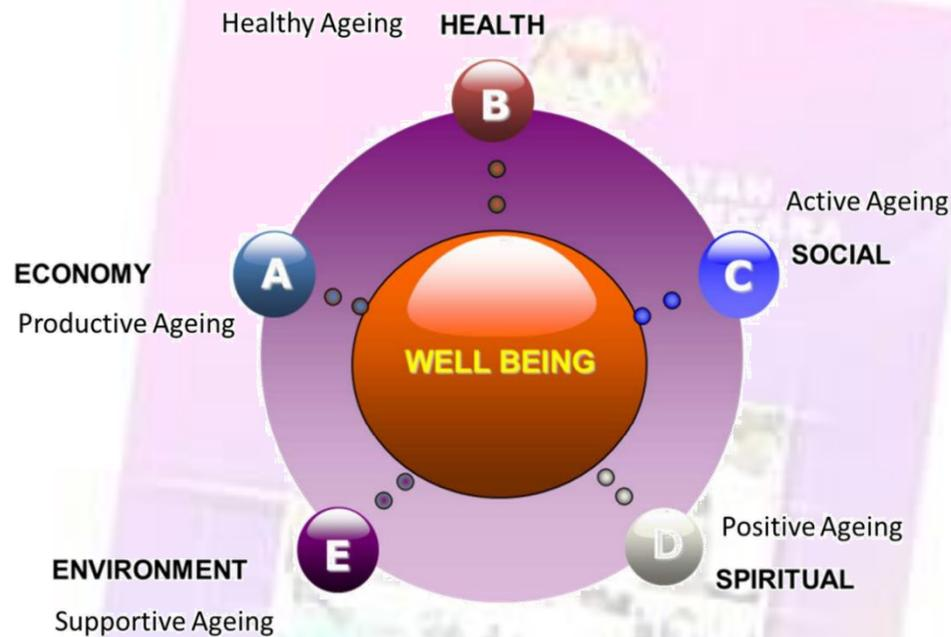 Healthy Ageing HEALTH
B
Active Ageing
SOCIAL
C
A
ECONOMY
Productive Ageing
WELL BEING
Positive Ageing
D
SPIRITUAL
E
ENVIRONMENT
Supportive Ageing